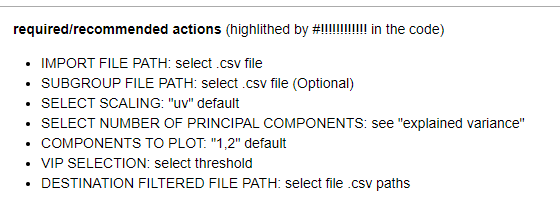 required/recommended actions (highlithed by #!!!!!!!!!!!! in the code)
• IMPORT FILE PATH: select .csv file
• SUBGROUP FILE PATH: select .csv file (Optional)
• SELECT SCALING: "uv" default
• SELECT NUMBER OF PRINCIPAL COMPONENTS: see "explained variance"
• COMPONENTS TO PLOT: "1,2" default
• VIP SELECTION: select threshold
• DESTINATION FILTERED FILE PATH: select file .csv paths